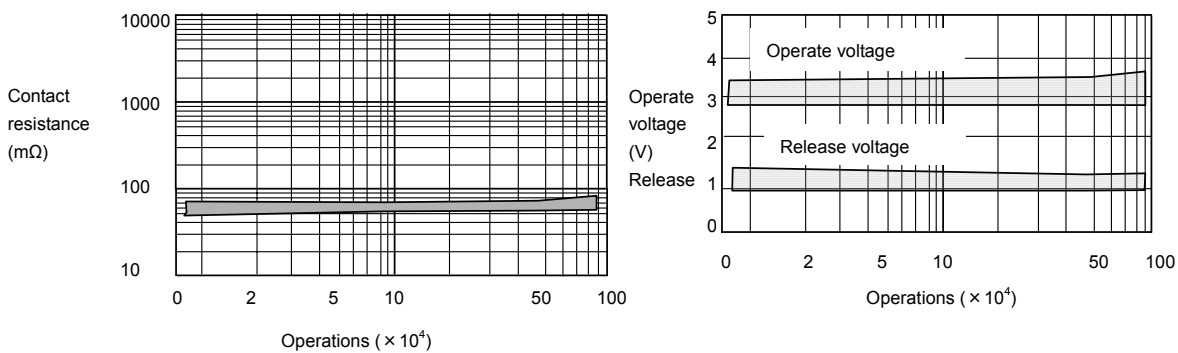 10000
1000
100
10
Contact
resistance
(mΩ)
0 2 5 10 50 100
Operations (×10⁴)
5
4
3
2
1
0
Operate
voltage
(V)
Release
Operate voltage
Release voltage
0 2 5 10 50 100
Operations (×10⁴)